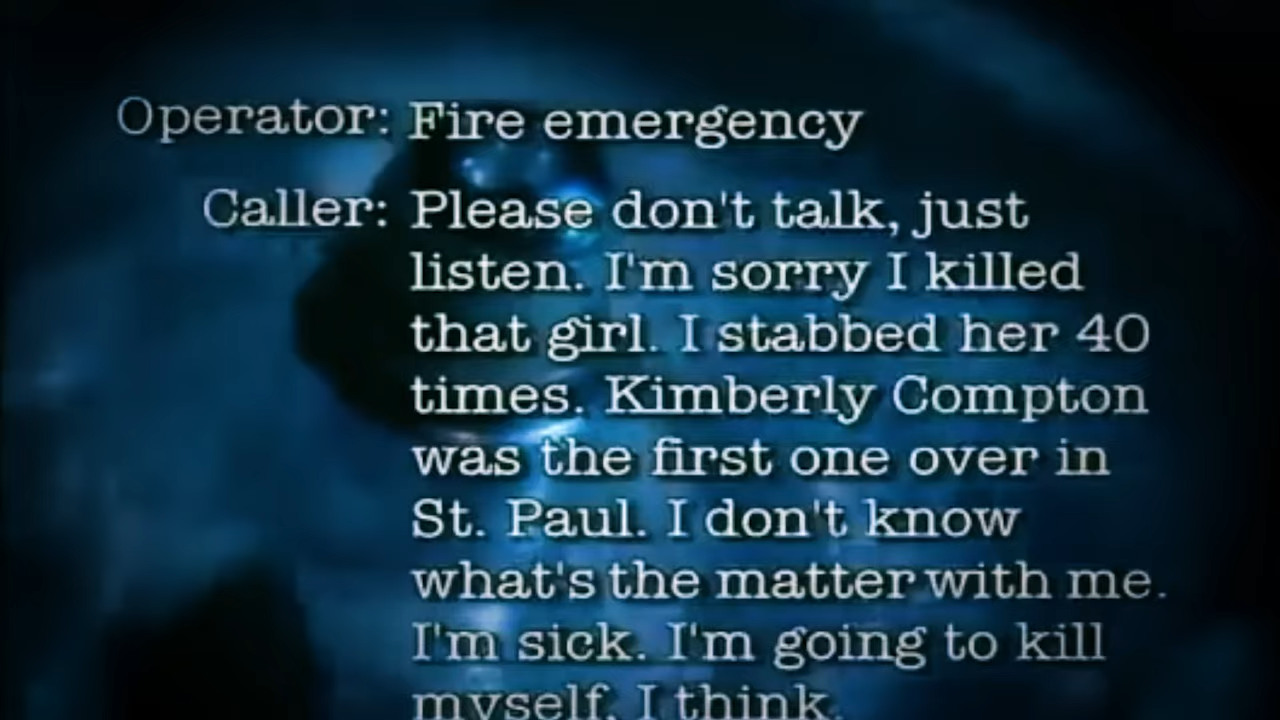 Operator: Fire emergency
Caller: Please don't talk, just
listen. I'm sorry I killed
that girl. I stabbed her 40
times. Kimberly Compton
was the first one over in
St. Paul. I don't know
what's the matter with me.
I'm sick. I'm going to kill
myself, I think.